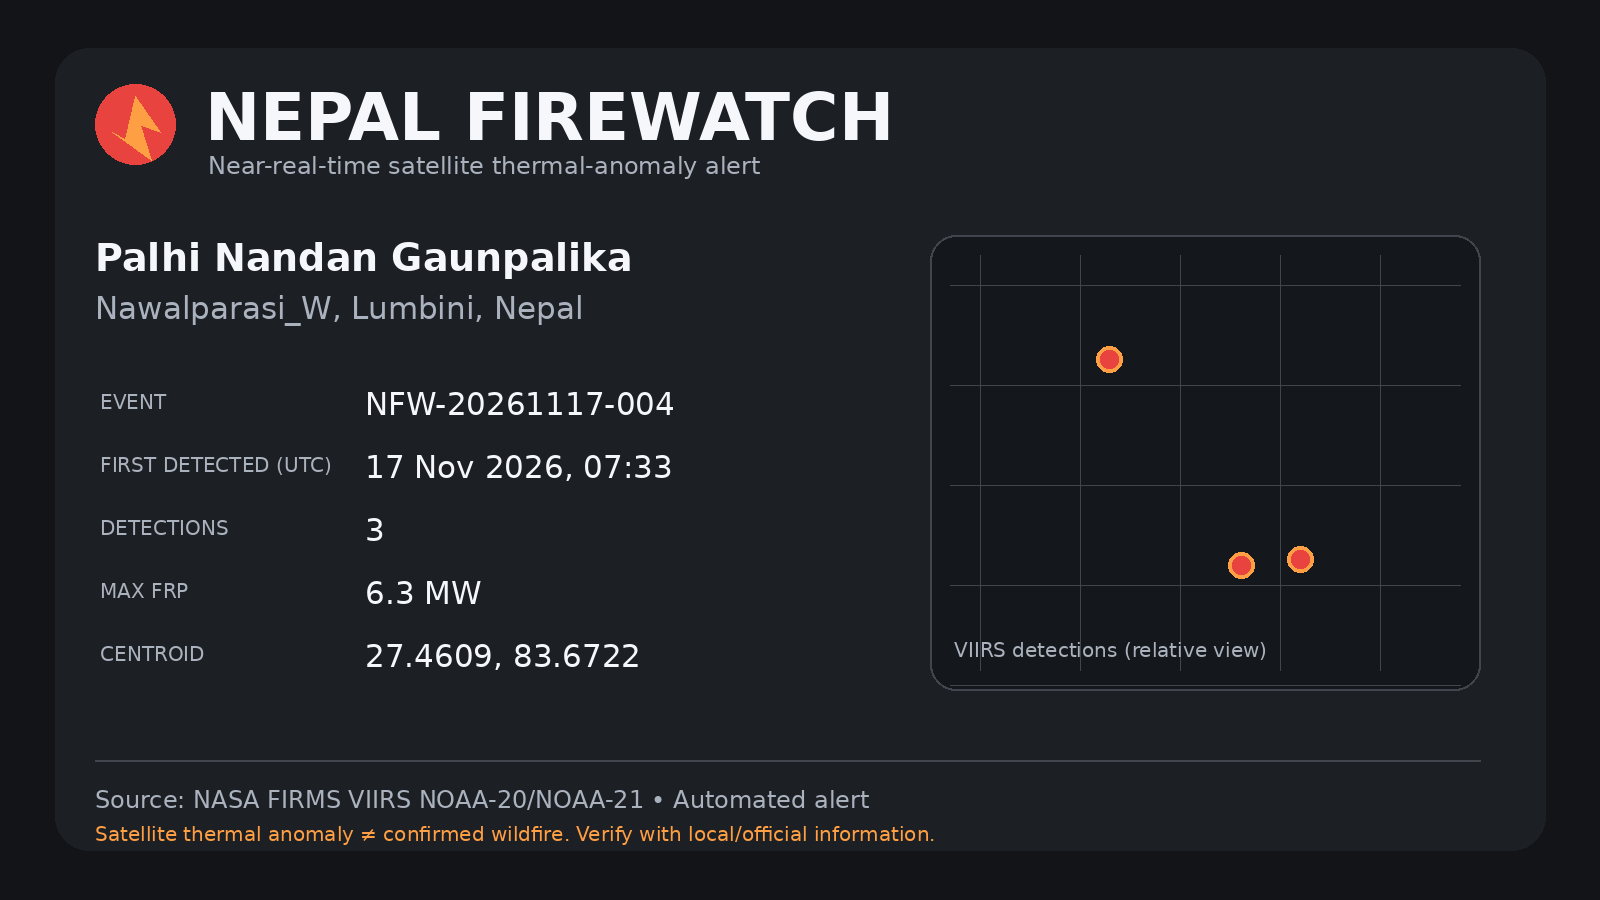 NEPAL FIREWATCH
Near-real-time satellite thermal-anomaly alert
Palhi Nandan Gaunpalika
Nawalparasi_W, Lumbini, Nepal
EVENT NFW-20261117-004
FIRST DETECTED (UTC) 17 Nov 2026, 07:33
DETECTIONS 3
MAX FRP 6.3 MW
CENTROID 27.4609, 83.6722
VIIRS detections (relative view)
Source: NASA FIRMS VIIRS NOAA-20/NOAA-21 • Automated alert
Satellite thermal anomaly ≠ confirmed wildfire. Verify with local/official information.